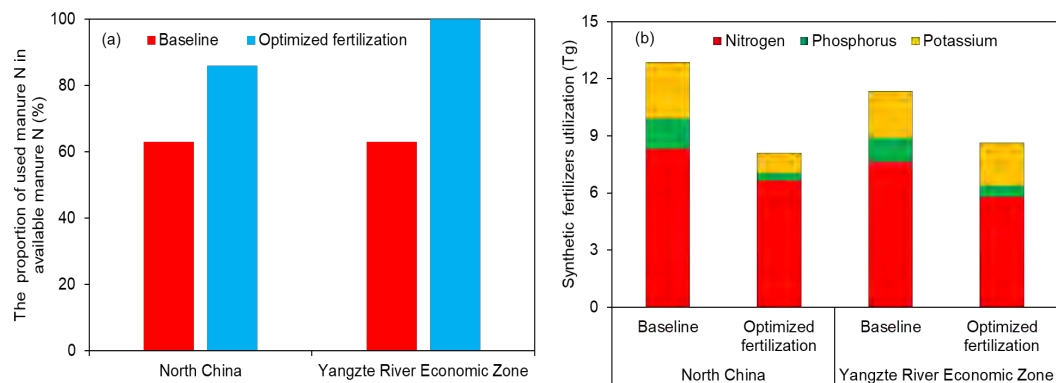 (a)
Baseline
Optimized fertilization
The proportion of used manure N in
available manure N (%)
100
80
60
40
20
0
North China
Yangzte River Economic Zone
(b)
Nitrogen
Phosphorus
Potassium
Synthetic fertilizers utilization (Tg)
15
12
9
6
3
0
Baseline
Optimized
fertilization
Baseline
Optimized
fertilization
North China
Yangzte River Economic Zone